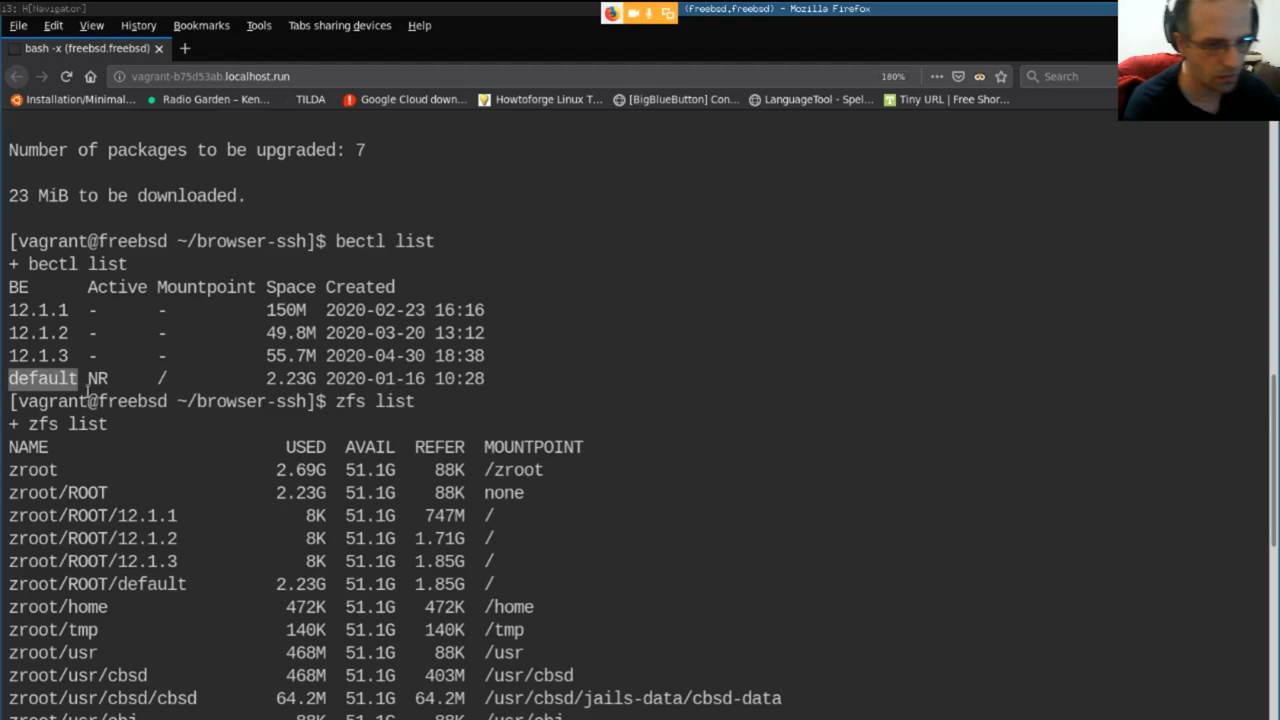 i3: H[Navigator]
(freebsd,freebsd) - Mozilla Firefox
File Edit View History Bookmarks Tools Tabs sharing devices Help
bash -x (freebsd.freebsd)
vagrant-b75d53ab.localhost.run
180%
Search
Installation/Minimal... Radio Garden – Ken... TILDA Google Cloud down... Howtoforge Linux T... [BigBlueButton] Con... LanguageTool - Spel... Tiny URL | Free Shor...
Number of packages to be upgraded: 7
23 MiB to be downloaded.
[vagrant@freebsd ~/browser-ssh]$ bectl list
+ bectl list
BE Active Mountpoint Space Created
12.1.1 - - 150M 2020-02-23 16:16
12.1.2 - - 49.8M 2020-03-20 13:12
12.1.3 - - 55.7M 2020-04-30 18:38
default NR / 2.23G 2020-01-16 10:28
[vagrant@freebsd ~/browser-ssh]$ zfs list
+ zfs list
NAME USED AVAIL REFER MOUNTPOINT
zroot 2.69G 51.1G 88K /zroot
zroot/ROOT 2.23G 51.1G 88K none
zroot/ROOT/12.1.1 8K 51.1G 747M /
zroot/ROOT/12.1.2 8K 51.1G 1.71G /
zroot/ROOT/12.1.3 8K 51.1G 1.85G /
zroot/ROOT/default 2.23G 51.1G 1.85G /
zroot/home 472K 51.1G 472K /home
zroot/tmp 140K 51.1G 140K /tmp
zroot/usr 468M 51.1G 88K /usr
zroot/usr/cbsd 468M 51.1G 403M /usr/cbsd
zroot/usr/cbsd/cbsd 64.2M 51.1G 64.2M /usr/cbsd/jails-data/cbsd-data